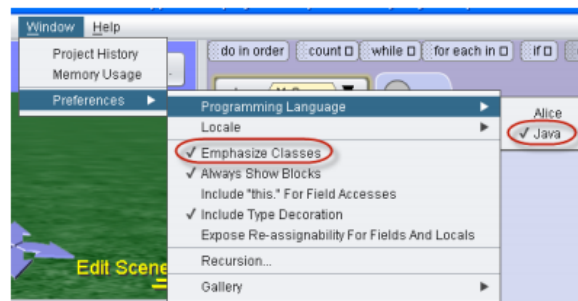 Window Help
do in order count while for each in if
Project History
Memory Usage
Preferences
Programming Language
Alice
Locale
✓ Java
✓ Emphasize Classes
✓ Always Show Blocks
Include "this." For Field Accesses
✓ Include Type Decoration
Expose Re-assignability For Fields And Locals
Edit Scene
Recursion...
Gallery